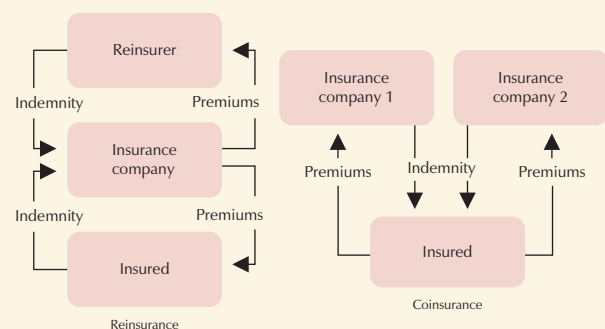 Reinsurer
Indemnity
Premiums
Insurance
company
Indemnity
Premiums
Insured
Reinsurance
Insurance
company 1
Insurance
company 2
Premiums
Indemnity
Premiums
Insured
Coinsurance